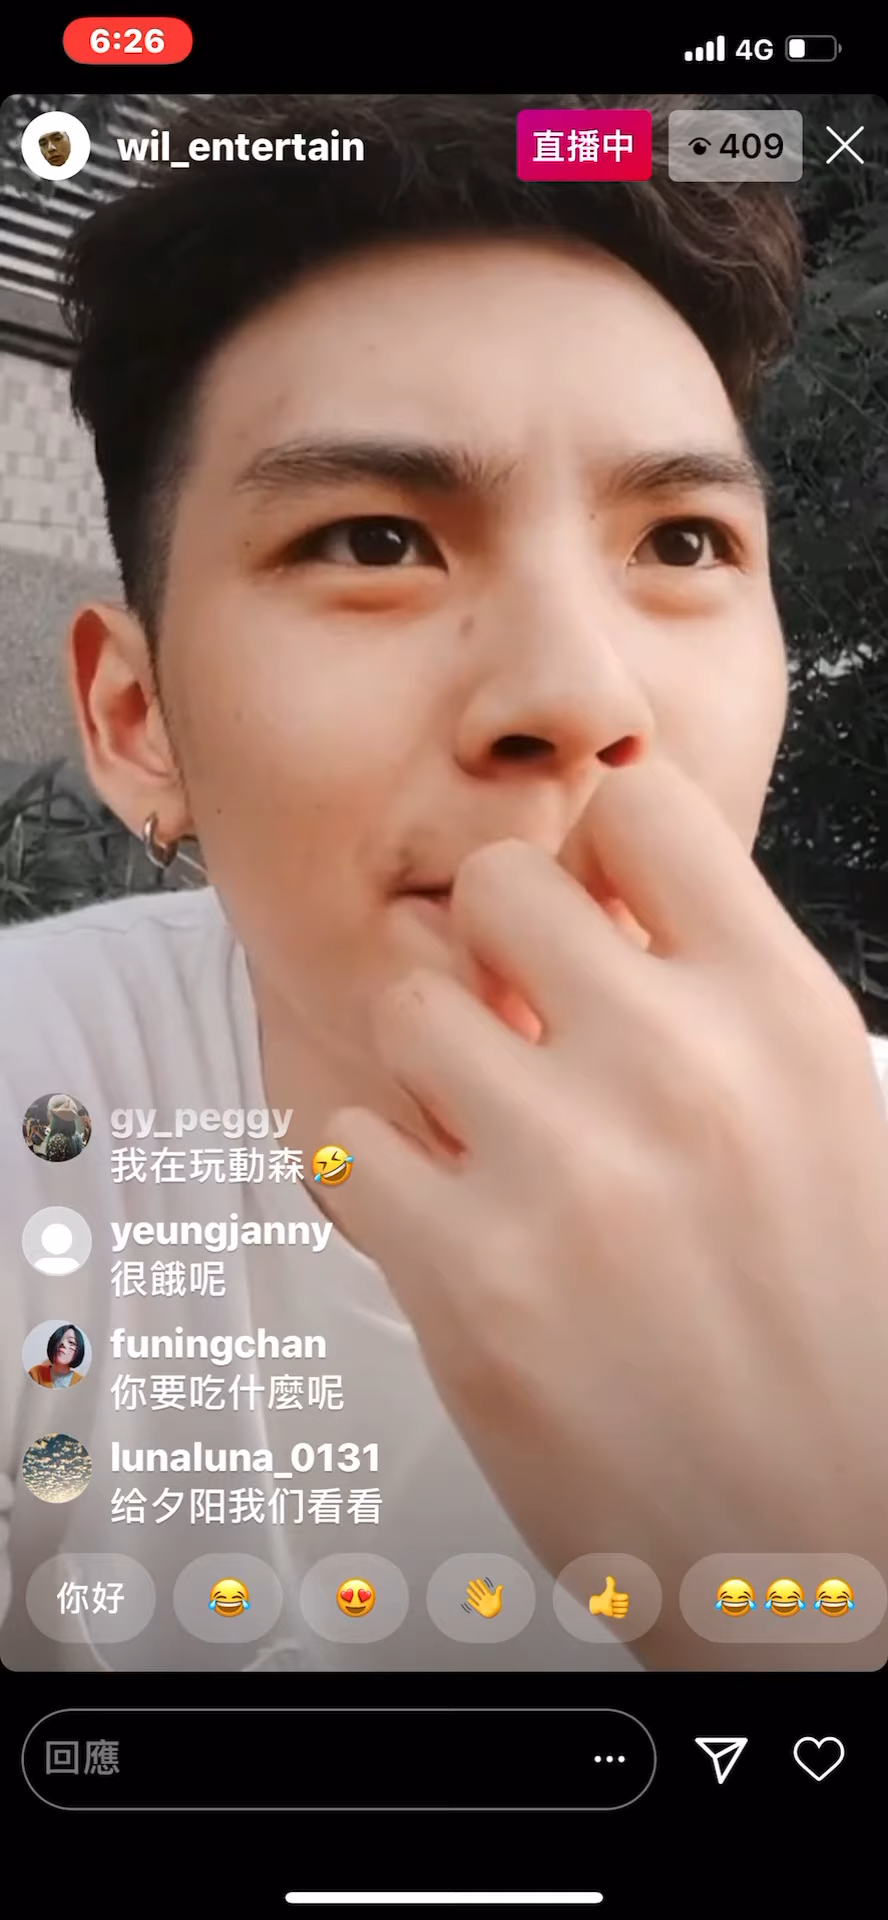 6:26
4G
wil_entertain
直播中
409
gy_peggy
我在玩動森🤣
yeungjanny
很餓呢
funingchan
你要吃什麼呢
lunaluna_0131
给夕阳我们看看
你好
😂
😍
👋
👍
😂😂😂
回應